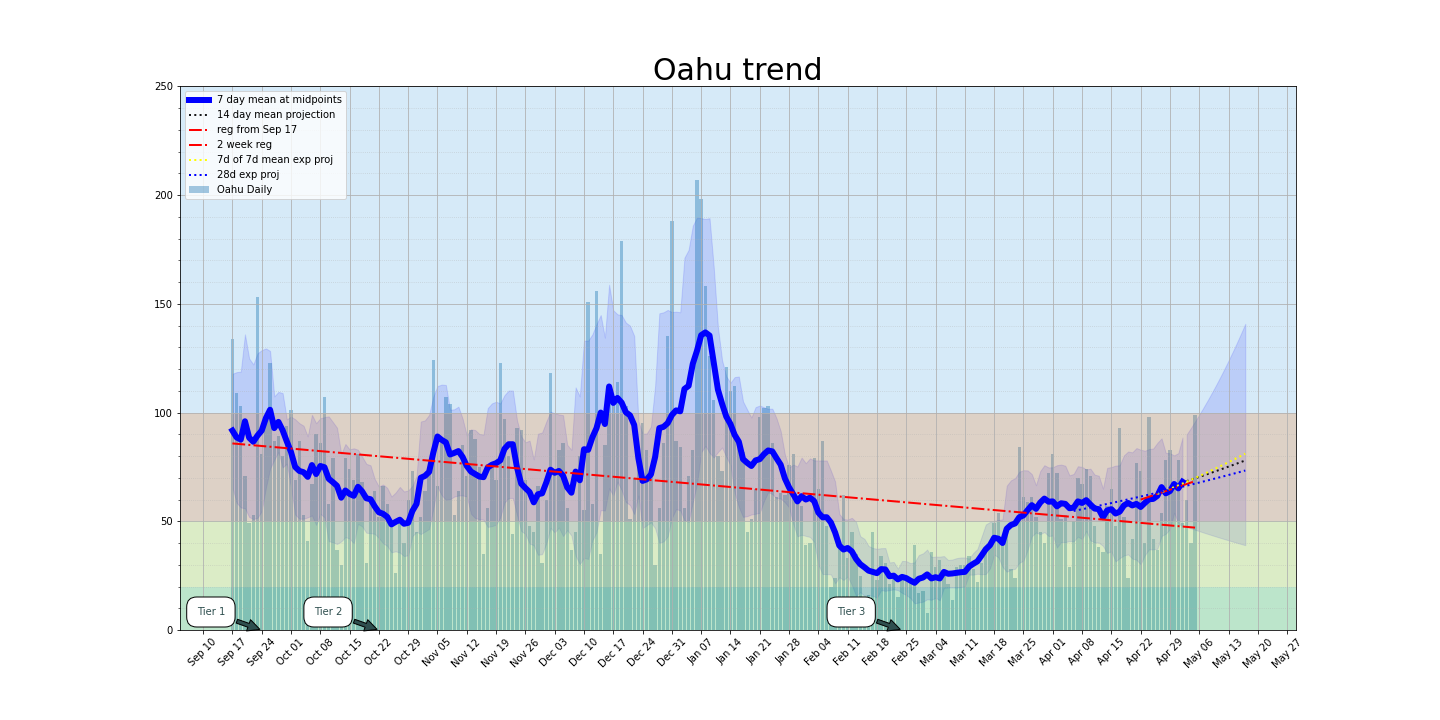 Oahu trend
250
200
150
100
50
0
7 day mean at midpoints
14 day mean projection
reg from Sep 17
2 week reg
7d of 7d mean exp proj
28d exp proj
Oahu Daily
Tier 1
Tier 2
Tier 3
Sep 10
Sep 17
Sep 24
Oct 01
Oct 08
Oct 15
Oct 22
Oct 29
Nov 05
Nov 12
Nov 19
Nov 26
Dec 03
Dec 10
Dec 17
Dec 24
Dec 31
Jan 07
Jan 14
Jan 21
Jan 28
Feb 04
Feb 11
Feb 18
Feb 25
Mar 04
Mar 11
Mar 18
Mar 25
Apr 01
Apr 08
Apr 15
Apr 22
Apr 29
May 06
May 13
May 20
May 27